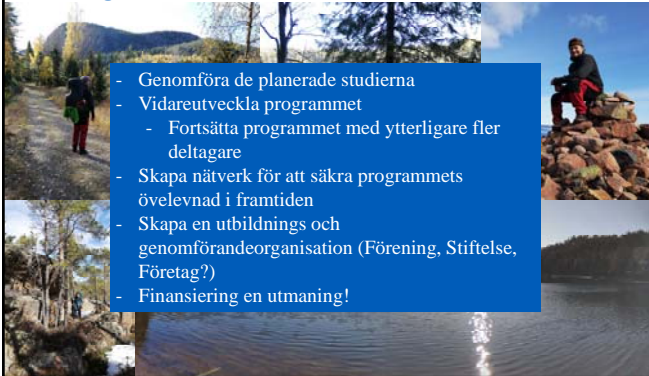 - Genomföra de planerade studierna
- Vidareutveckla programmet
- Fortsätta programmet med ytterligare fler
deltagare
- Skapa nätverk för att säkra programmets
övelevnad i framtiden
- Skapa en utbildnings och
genomförandeorganisation (Förening, Stiftelse,
Företag?)
- Finansiering en utmaning!